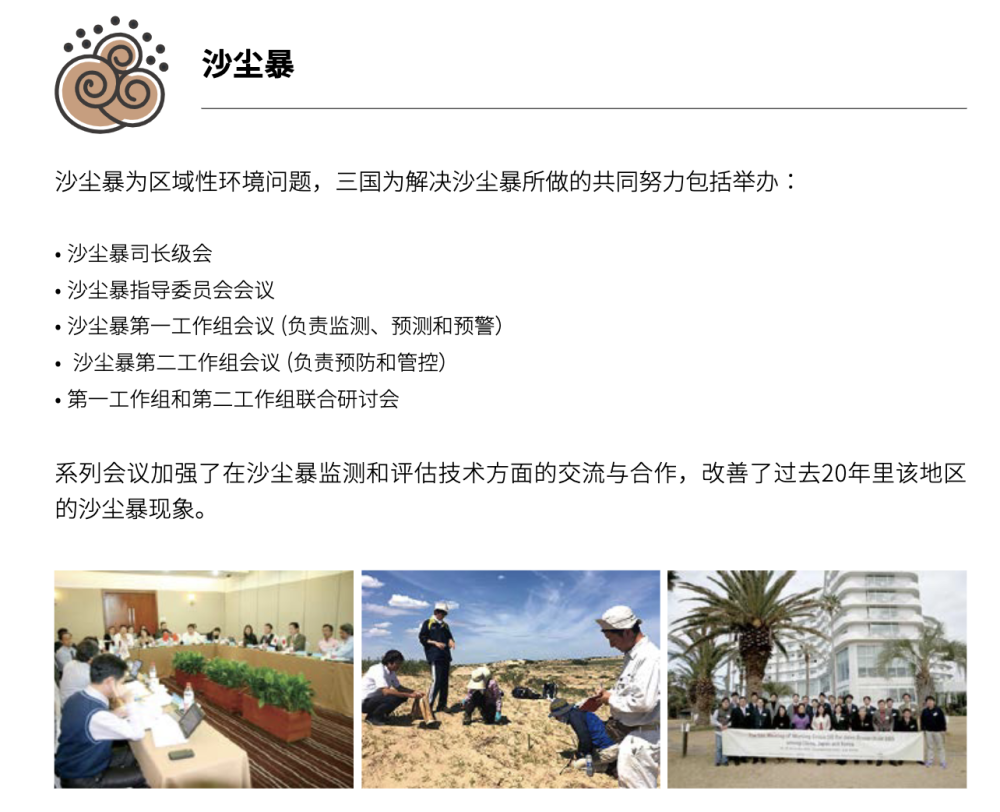 沙尘暴
沙尘暴为区域性环境问题，三国为解决沙尘暴所做的共同努力包括举办：
• 沙尘暴司长级会
• 沙尘暴指导委员会会议
• 沙尘暴第一工作组会议 (负责监测、预测和预警)
• 沙尘暴第二工作组会议 (负责预防和管控)
• 第一工作组和第二工作组联合研讨会
系列会议加强了在沙尘暴监测和评估技术方面的交流与合作，改善了过去20年里该地区
的沙尘暴现象。
among China, Japan and Korea